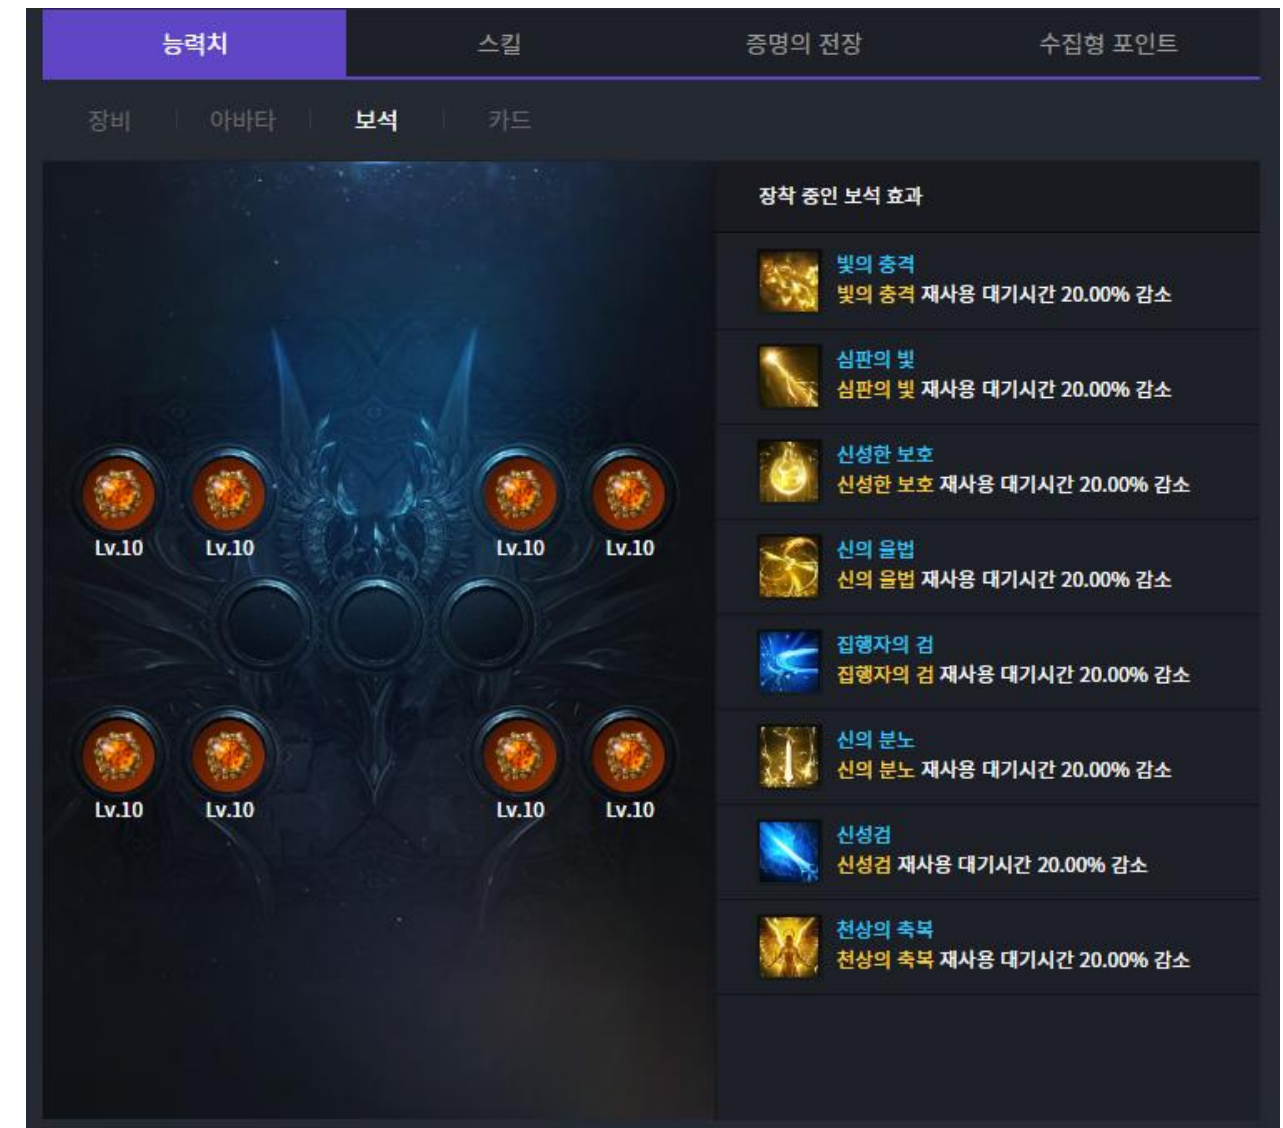 능력치 스킬 증명의 전장 수집형 포인트
장비 아바타 보석 카드
장착 중인 보석 효과
빛의 충격
빛의 충격 재사용 대기시간 20.00% 감소
심판의 빛
심판의 빛 재사용 대기시간 20.00% 감소
신성한 보호
신성한 보호 재사용 대기시간 20.00% 감소
신의 율법
신의 율법 재사용 대기시간 20.00% 감소
집행자의 검
집행자의 검 재사용 대기시간 20.00% 감소
신의 분노
신의 분노 재사용 대기시간 20.00% 감소
신성검
신성검 재사용 대기시간 20.00% 감소
천상의 축복
천상의 축복 재사용 대기시간 20.00% 감소
Lv.10 Lv.10 Lv.10 Lv.10
Lv.10 Lv.10 Lv.10 Lv.10